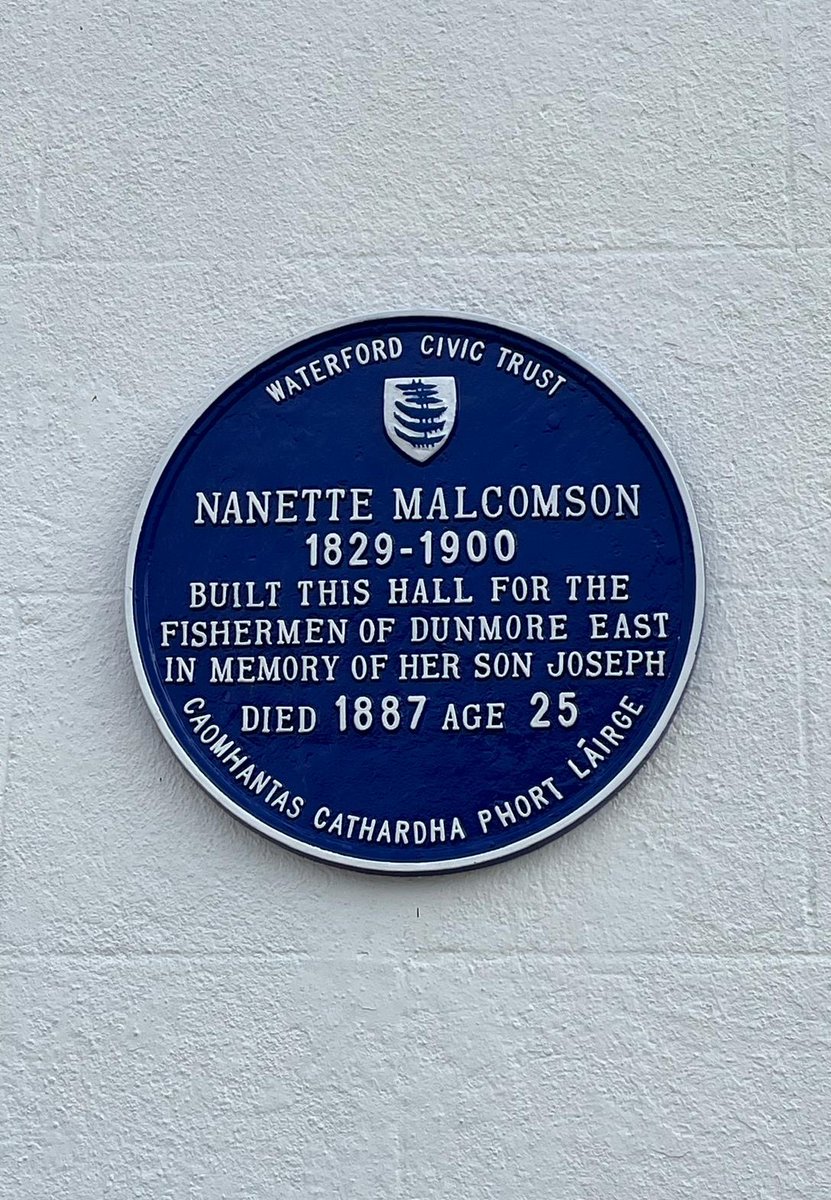 WATERFORD CIVIC TRUST
NANETTE MALCOMSON
1829-1900
BUILT THIS HALL FOR THE
FISHERMEN OF DUNMORE EAST
IN MEMORY OF HER SON JOSEPH
DIED 1887 AGE 25
CAOMHANTAS CATHARDHA PHORT LÁIRGE